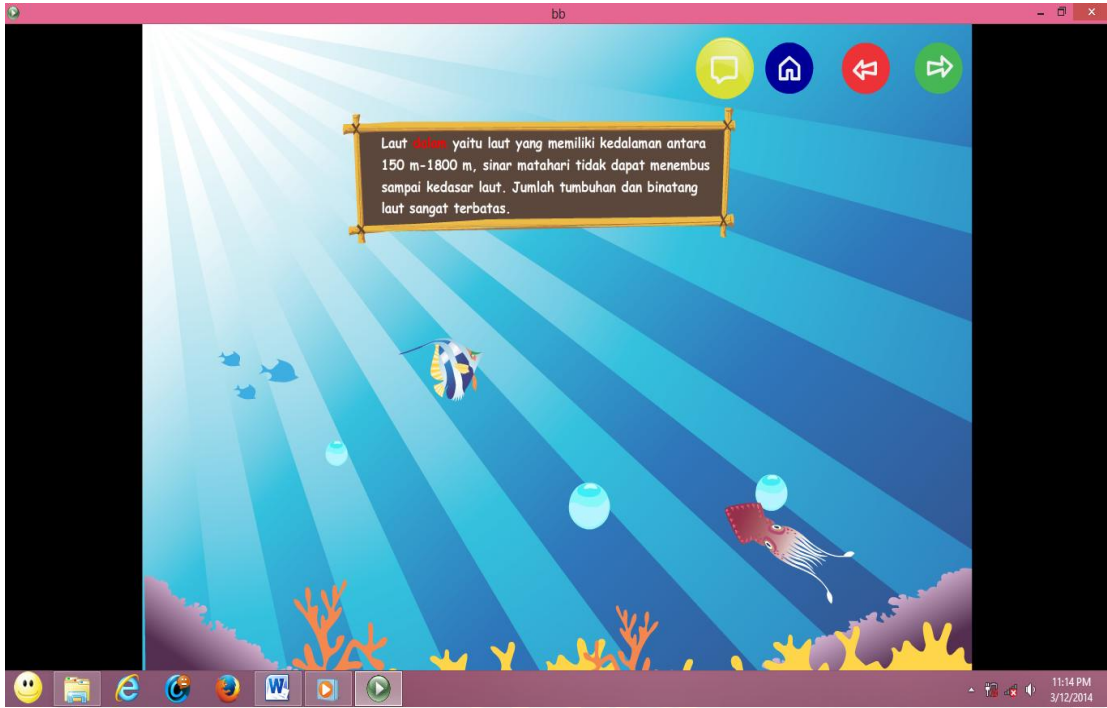 bb
Laut dalam yaitu laut yang memiliki kedalaman antara
150 m-1800 m, sinar matahari tidak dapat menembus
sampai kedasar laut. Jumlah tumbuhan dan binatang
laut sangat terbatas.
11:14 PM
3/12/2014